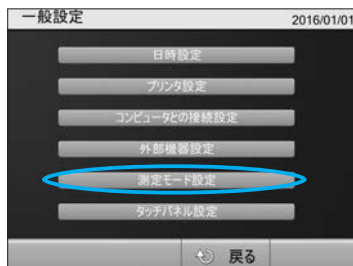 一般設定
2016/01/01
日時設定
プリンタ設定
コンピュータとの接続設定
外部機器設定
測定モード設定
タッチパネル設定
戻る